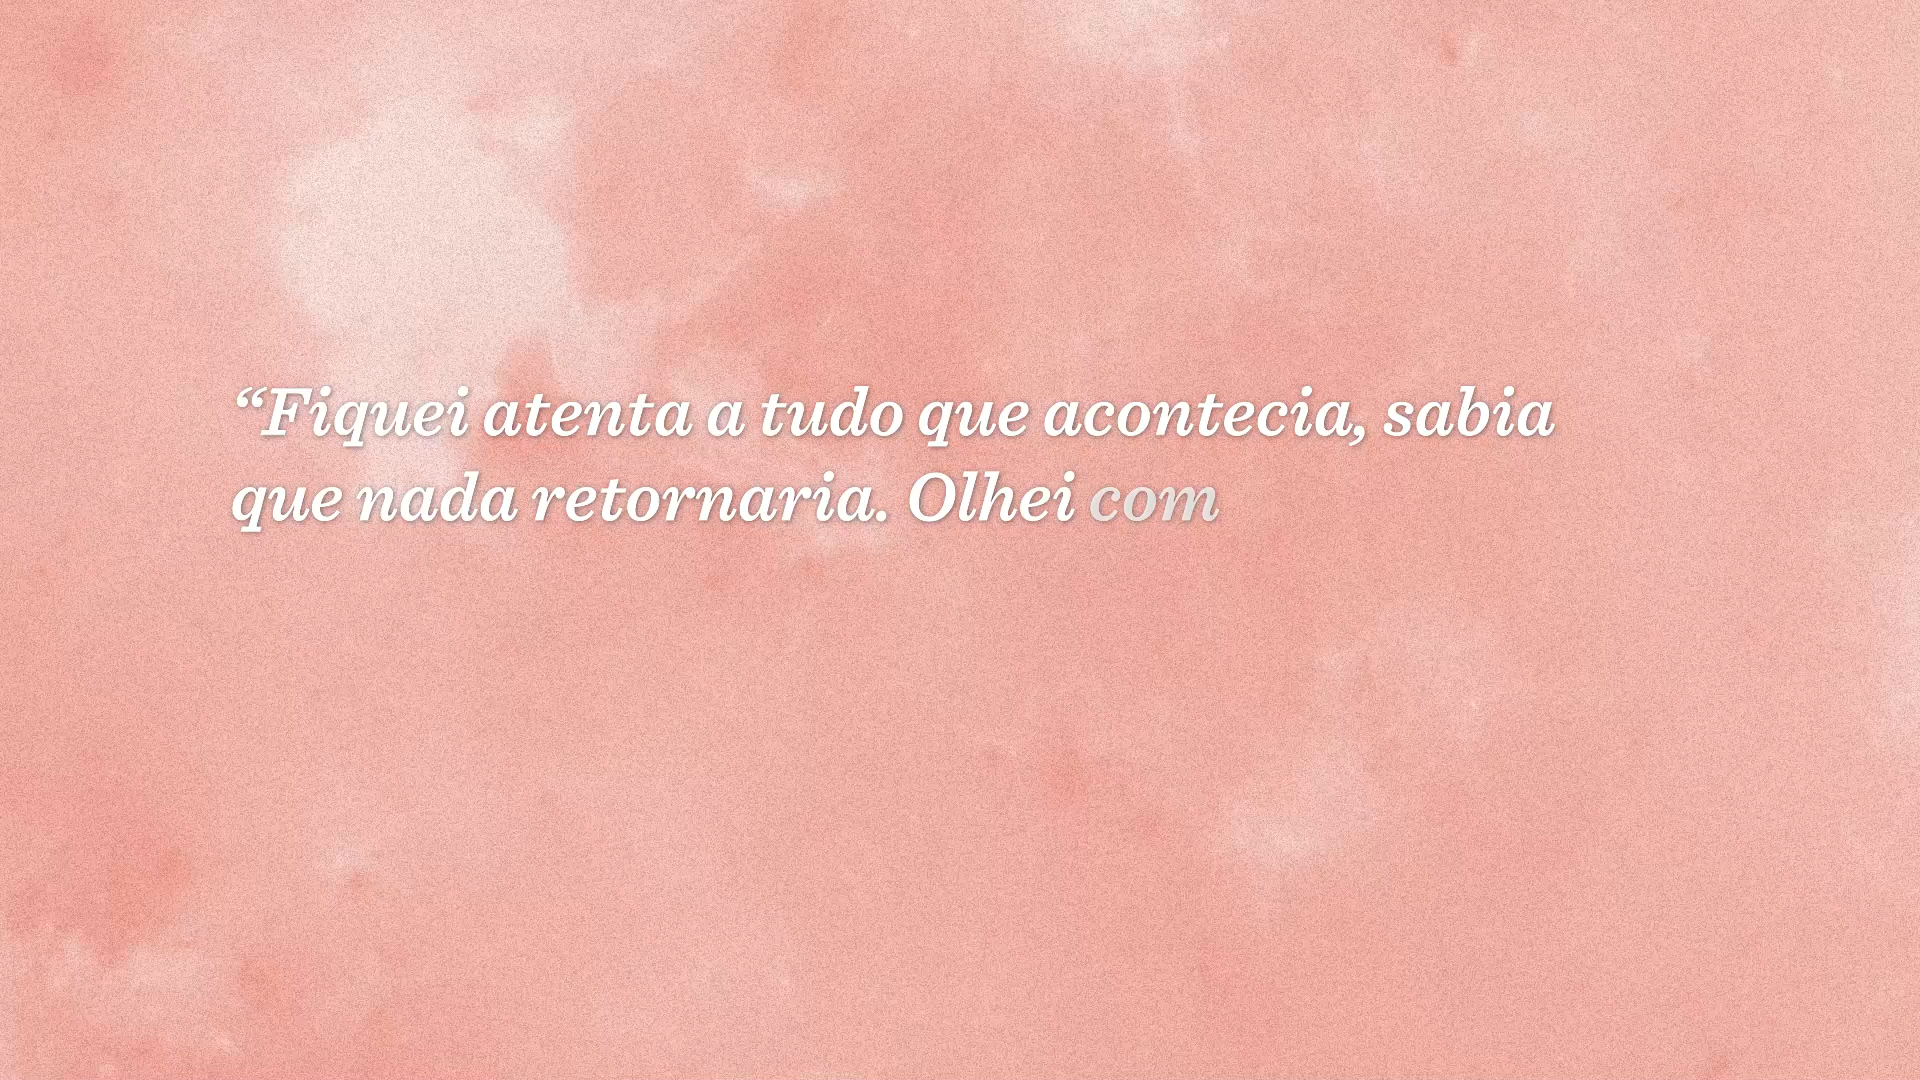 “Fiquei atenta a tudo que acontecia, sabia
que nada retornaria. Olhei com